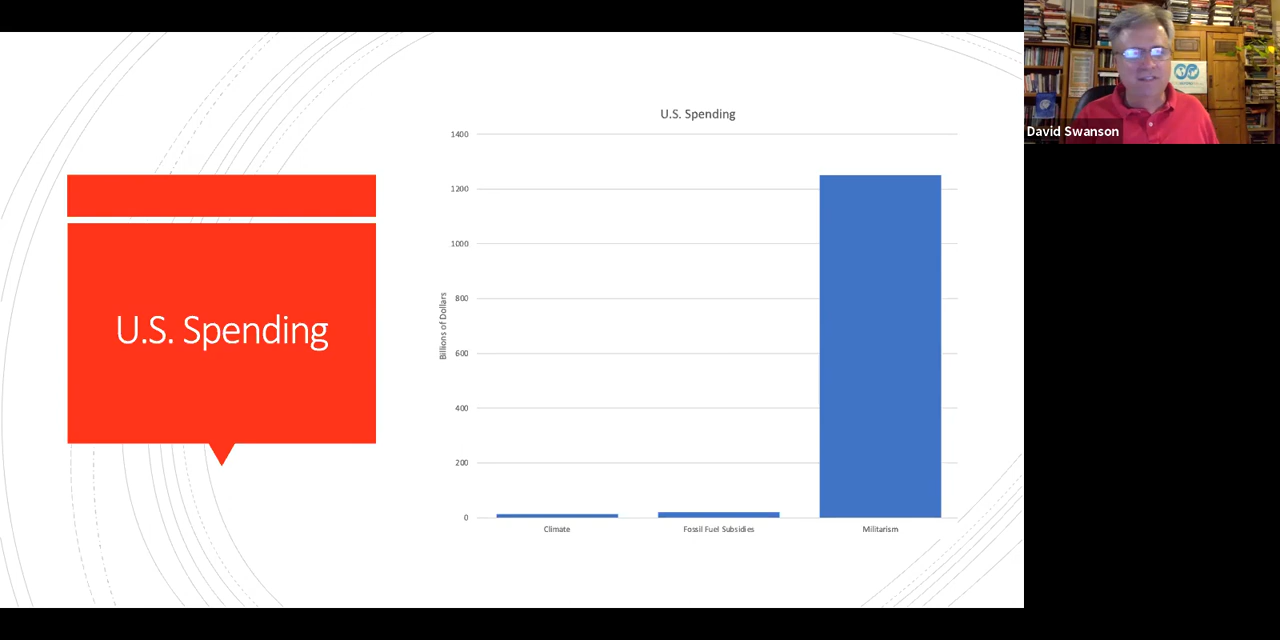 U.S. Spending
U.S. Spending
Billions of Dollars
1400
1200
1000
800
600
400
200
0
Climate
Fossil Fuel Subsidies
Militarism
David Swanson